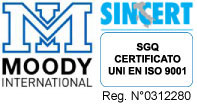 MOODY
INTERNATIONAL
SINCERT
SGQ
CERTIFICATO
UNI EN ISO 9001
Reg. N°0312280